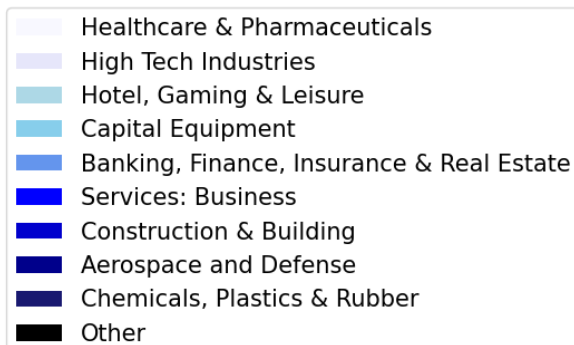 Healthcare & Pharmaceuticals
High Tech Industries
Hotel, Gaming & Leisure
Capital Equipment
Banking, Finance, Insurance & Real Estate
Services: Business
Construction & Building
Aerospace and Defense
Chemicals, Plastics & Rubber
Other